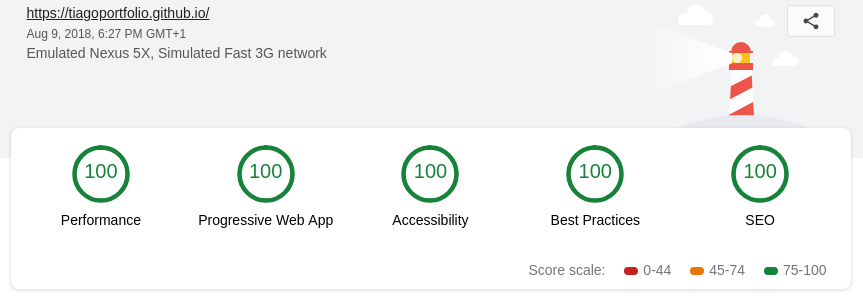 https://tiagoportfolio.github.io/
Aug 9, 2018, 6:27 PM GMT+1
Emulated Nexus 5X, Simulated Fast 3G network
100 100 100 100 100
Performance Progressive Web App Accessibility Best Practices SEO
Score scale: 0-44 45-74 75-100